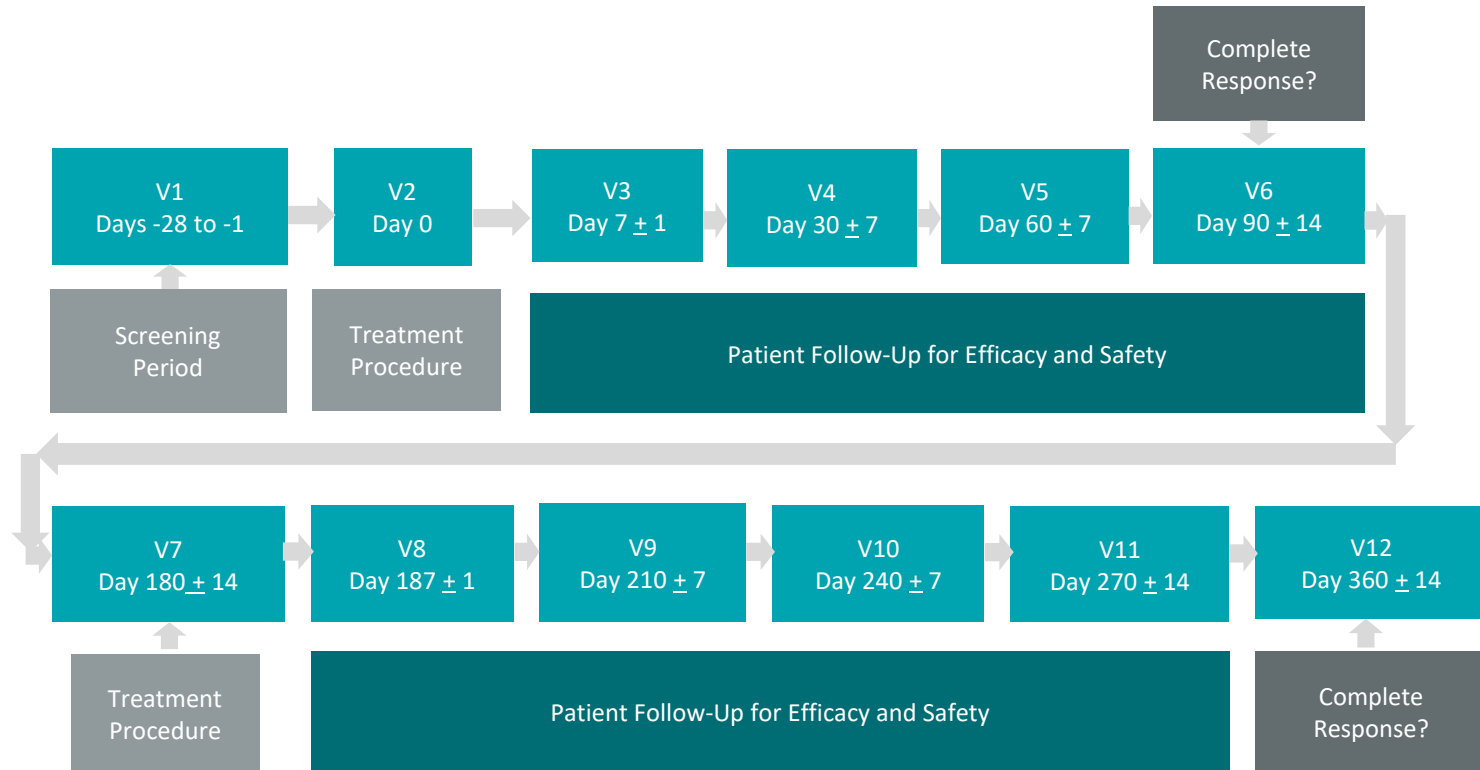 Complete
Response?
V1
Days -28 to -1
V2
Day 0
V3
Day 7 ± 1
V4
Day 30 ± 7
V5
Day 60 ± 7
V6
Day 90 ± 14
Screening
Period
Treatment
Procedure
Patient Follow-Up for Efficacy and Safety
V7
Day 180 ± 14
V8
Day 187 ± 1
V9
Day 210 ± 7
V10
Day 240 ± 7
V11
Day 270 ± 14
V12
Day 360 ± 14
Treatment
Procedure
Patient Follow-Up for Efficacy and Safety
Complete
Response?